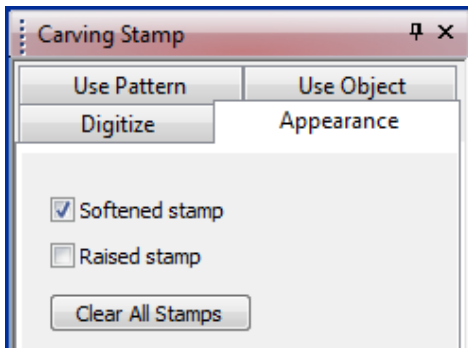 Carving Stamp
Use Pattern Use Object
Digitize Appearance
Softened stamp
Raised stamp
Clear All Stamps